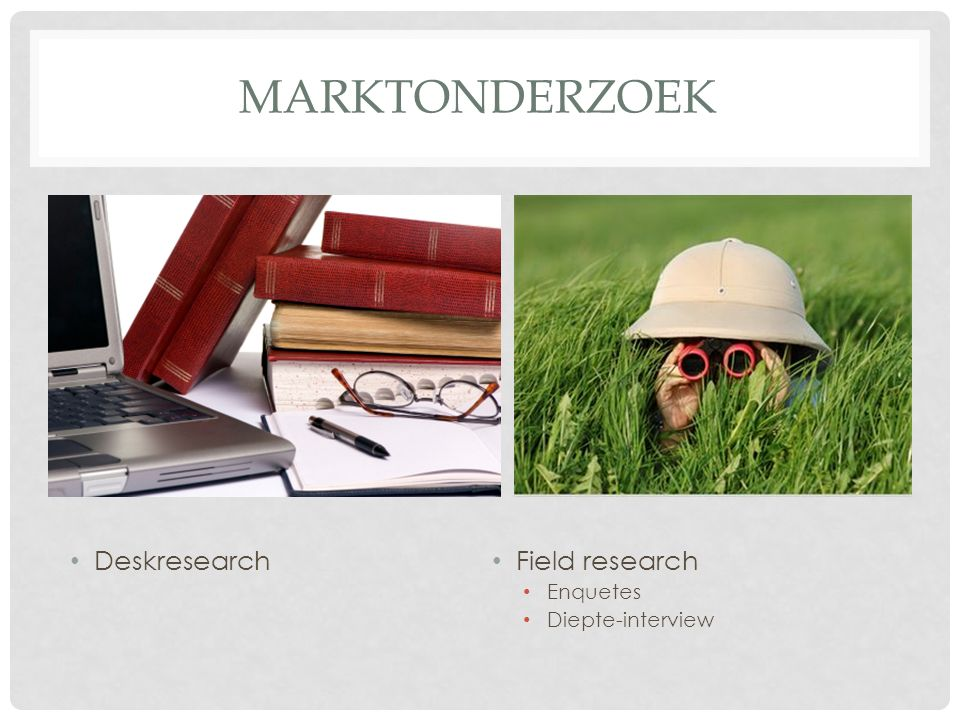 MARKTONDERZOEK
• Deskresearch
• Field research
• Enquetes
• Diepte-interview